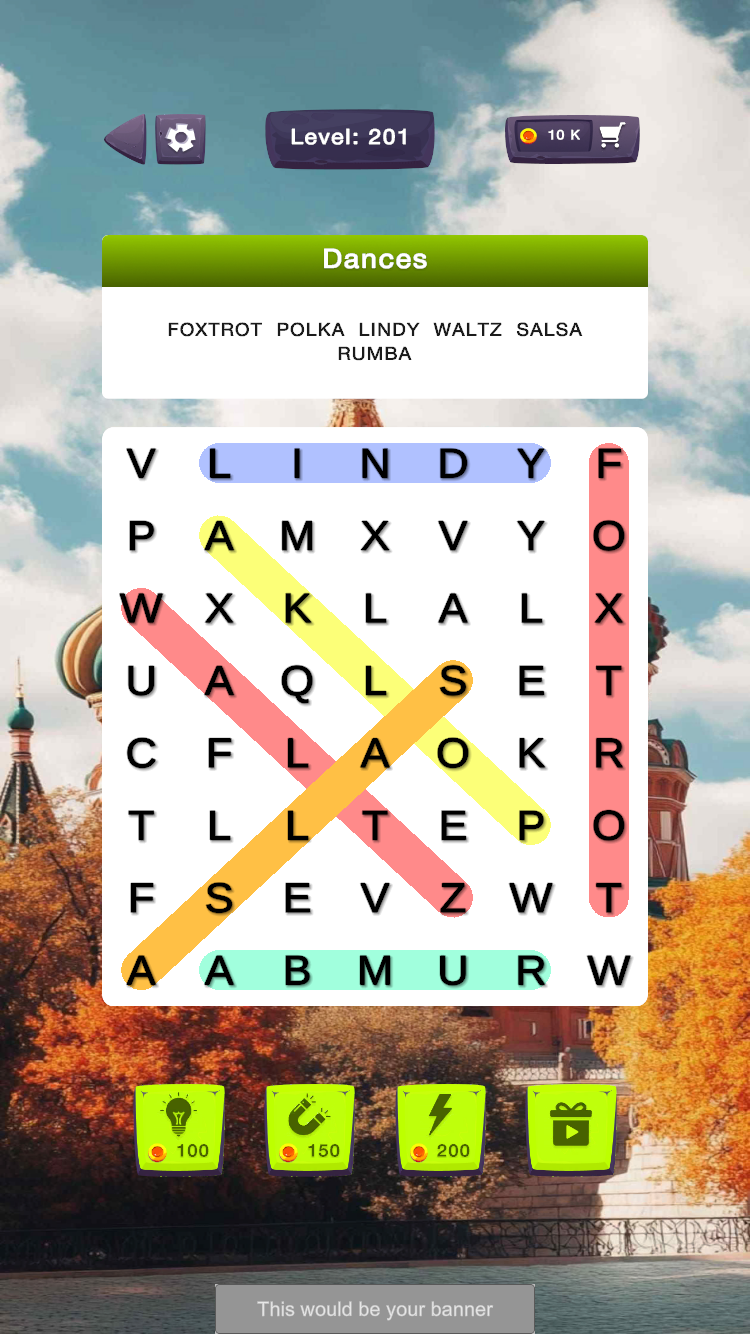 Level: 201
10 K
Dances
FOXTROT POLKA LINDY WALTZ SALSA
RUMBA
V L I N D Y F
P A M X V Y O
W X K L A L X
U A Q L S E T
C F L A O K R
T L L T E P O
F S E V Z W T
A A B M U R W
100 150 200
This would be your banner